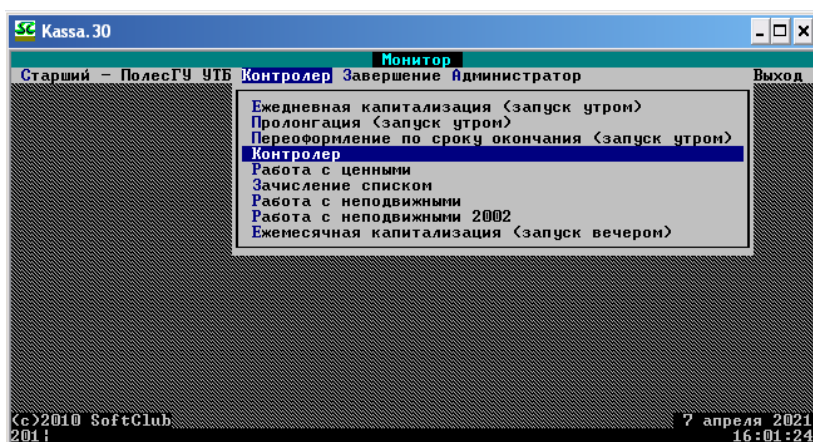 SC Kassa.30
Монитор
Старший – ПолесГУ УТБ Контролер Завершение Администратор Выход
Ежедневная капитализация (запуск утром)
Пролонгация (запуск утром)
Переоформление по сроку окончания (запуск утром)
Контролер
Работа с ценными
Зачисление списком
Работа с неподвижными
Работа с неподвижными 2002
Ежемесячная капитализация (запуск вечером)
(c)2010 SoftClub 7 апреля 2021
201¦ 16:01:24